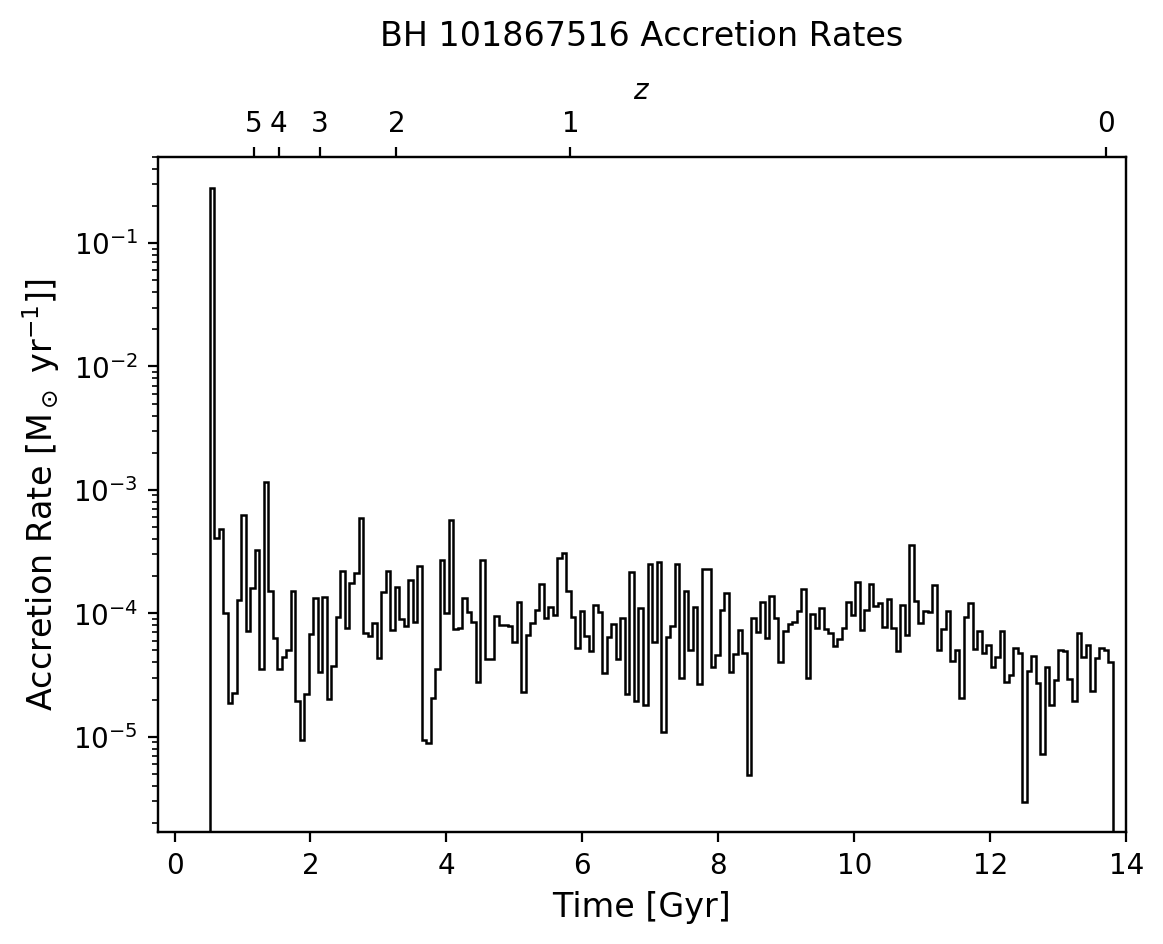 BH 101867516 Accretion Rates
z
5 4 3 2 1 0
10⁻¹
10⁻²
10⁻³
10⁻⁴
10⁻⁵
Accretion Rate [M⊙ yr⁻¹]]
0 2 4 6 8 10 12 14
Time [Gyr]